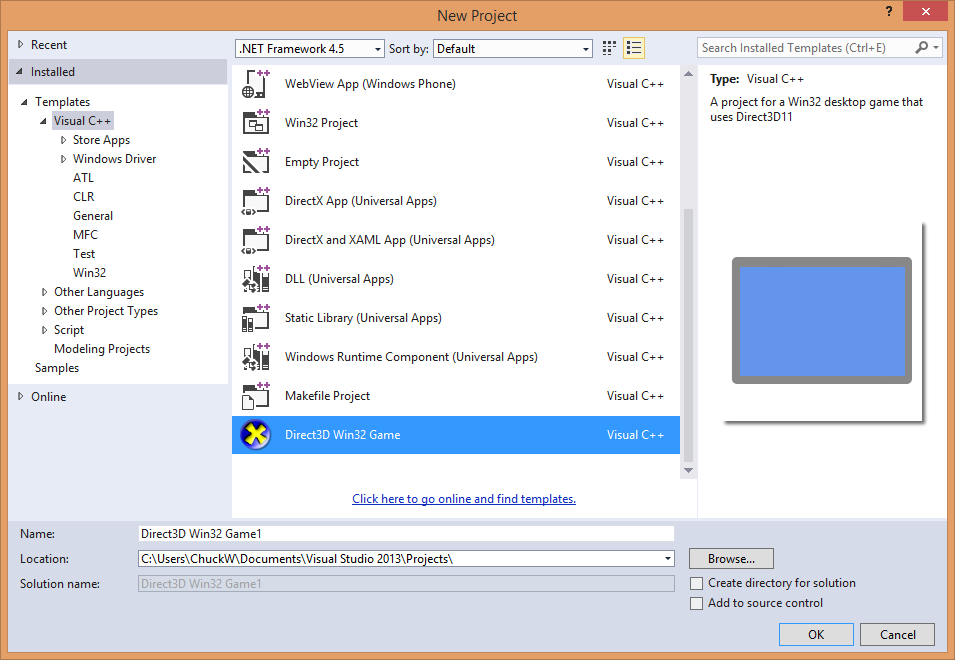 New Project
?
Recent
Installed
Templates
Visual C++
Store Apps
Windows Driver
ATL
CLR
General
MFC
Test
Win32
Other Languages
Other Project Types
Script
Modeling Projects
Samples
Online
.NET Framework 4.5 Sort by: Default
WebView App (Windows Phone) Visual C++
Win32 Project Visual C++
Empty Project Visual C++
DirectX App (Universal Apps) Visual C++
DirectX and XAML App (Universal Apps) Visual C++
DLL (Universal Apps) Visual C++
Static Library (Universal Apps) Visual C++
Windows Runtime Component (Universal Apps) Visual C++
Makefile Project Visual C++
Direct3D Win32 Game Visual C++
Click here to go online and find templates.
Search Installed Templates (Ctrl+E)
Type: Visual C++
A project for a Win32 desktop game that
uses Direct3D11
Name: Direct3D Win32 Game1
Location: C:\Users\ChuckW\Documents\Visual Studio 2013\Projects\ Browse...
Solution name: Direct3D Win32 Game1 Create directory for solution
Add to source control
OK Cancel